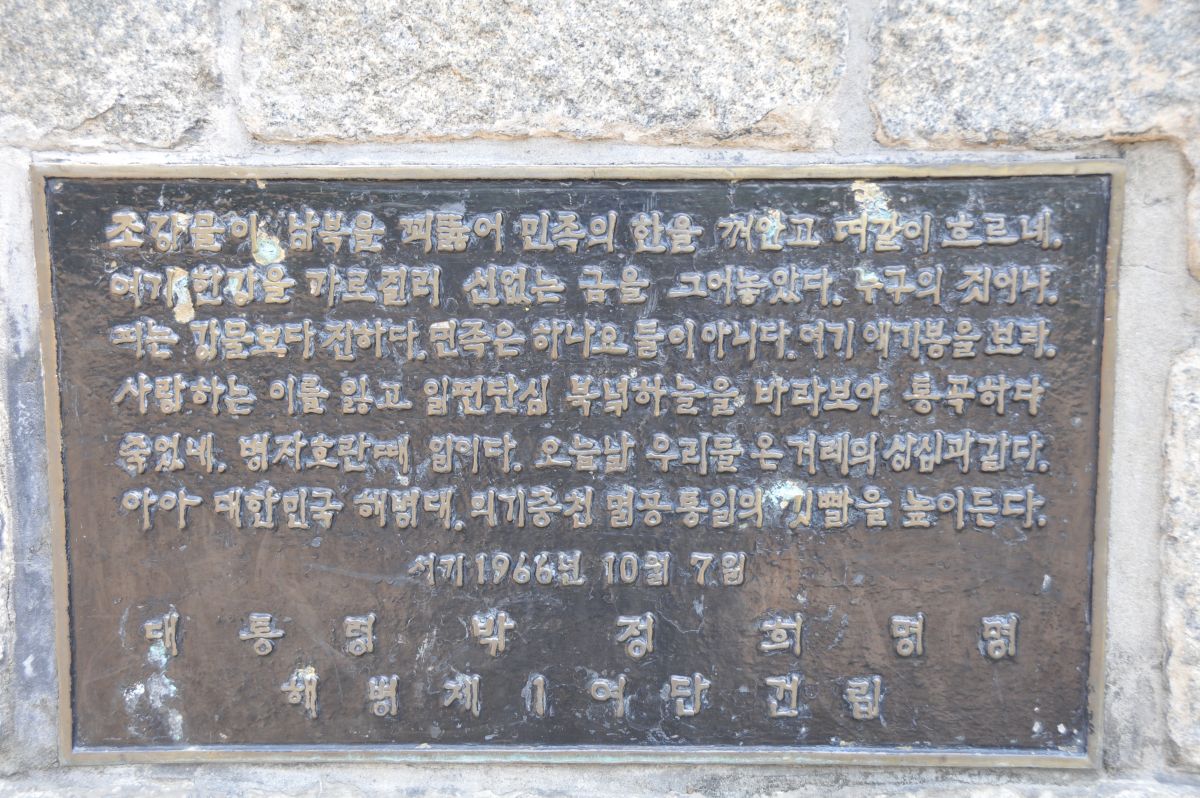 조강물이 남북을 꿰뚫어 민족의 한을 껴안고 따같이 흐르네.
여기 한강을 가르컬러 선없는 금을 그어놓았다. 누구의 것이냐.
피는 강물보다 진하다. 민족은 하나요 둘이 아니다. 여기 애기봉을 보라.
사랑하는 이를 잃고 일편단심 북녘하늘을 바라보아 통곡하다
죽었네. 병자호란때 일이다. 오늘날 우리들 온 겨레의 상심과같다.
아아 대한민국 해병대. 의기충천 멸공통일의 깃빨을 높이든다.
서기 1966년 10월 7일
대통령 박정희 명명
해병제1여단 건립